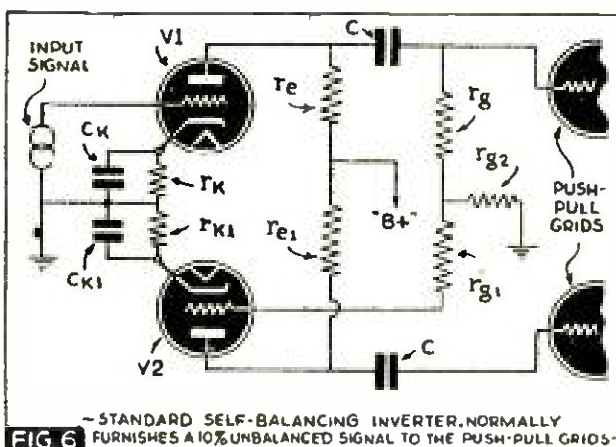 INPUT
SIGNAL
V1
C
re
rg
CK
rK
rg2
PUSH-
PULL
GRIDS
"B+"
rK1
re1
CK1
rg1
V2
C
~STANDARD SELF-BALANCING INVERTER. NORMALLY
FIG 6 FURNISHES A 10% UNBALANCED SIGNAL TO THE PUSH-PULL GRIDS.